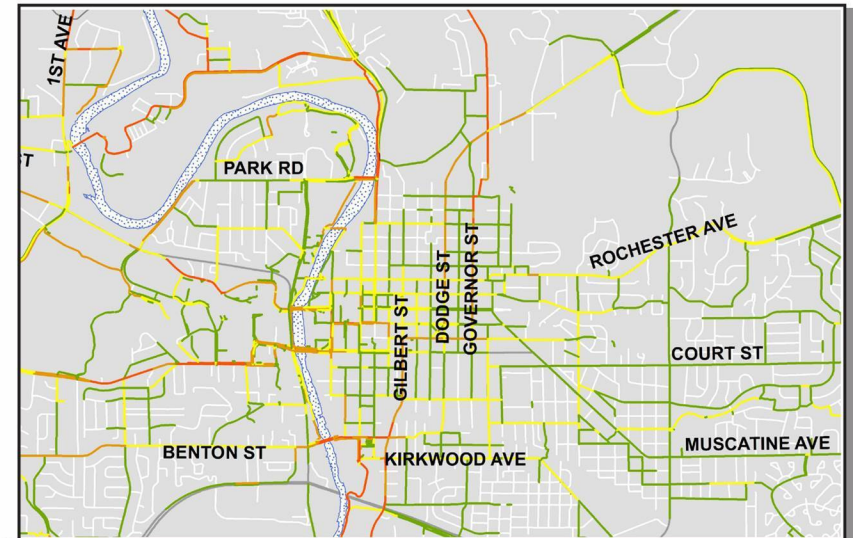 1ST AVE
ST
PARK RD
ROCHESTER AVE
GILBERT ST
DODGE ST
GOVERNOR ST
COURT ST
MUSCATINE AVE
BENTON ST
KIRKWOOD AVE